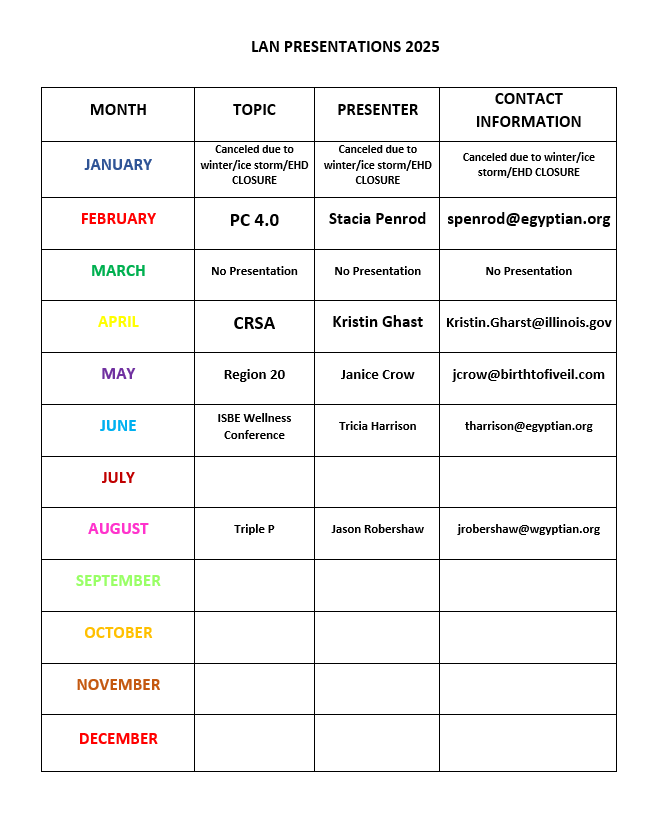 LAN PRESENTATIONS 2025
MONTH
TOPIC
PRESENTER
CONTACT
INFORMATION
JANUARY
Canceled due to
winter/ice storm/EHD
CLOSURE
Canceled due to
winter/ice storm/EHD
CLOSURE
Canceled due to winter/ice
storm/EHD CLOSURE
FEBRUARY
PC 4.0
Stacia Penrod
spenrod@egyptian.org
MARCH
No Presentation
No Presentation
No Presentation
APRIL
CRSA
Kristin Ghast
Kristin.Gharst@illinois.gov
MAY
Region 20
Janice Crow
jcrow@birthtofiveil.com
JUNE
ISBE Wellness
Conference
Tricia Harrison
tharrison@egyptian.org
JULY
AUGUST
Triple P
Jason Robershaw
jrobershaw@wgyptian.org
SEPTEMBER
OCTOBER
NOVEMBER
DECEMBER